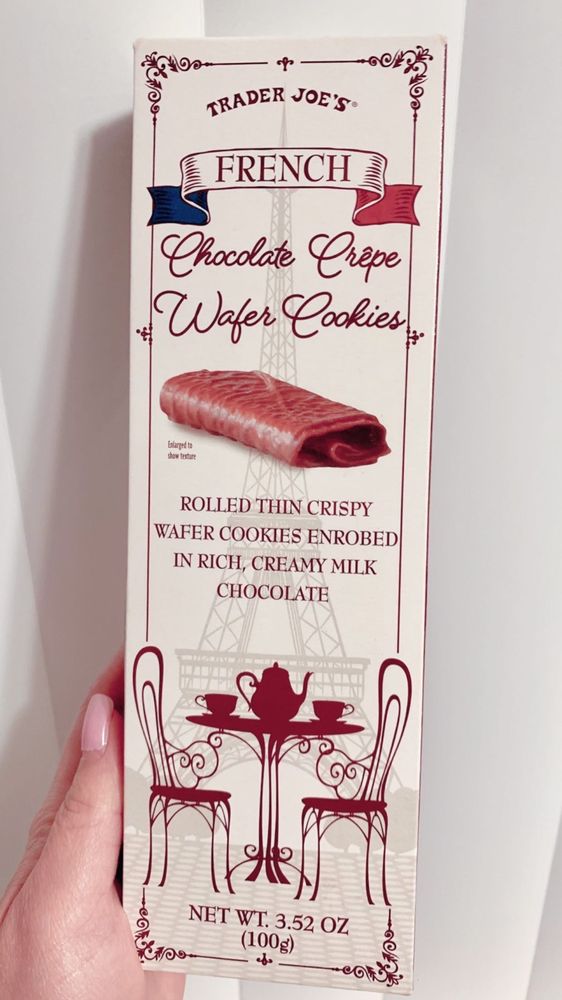 TRADER JOE'S®
FRENCH
Chocolate Crêpe
Wafer Cookies
Enlarged to
show texture
ROLLED THIN CRISPY
WAFER COOKIES ENROBED
IN RICH, CREAMY MILK
CHOCOLATE
NET WT. 3.52 OZ
(100g)